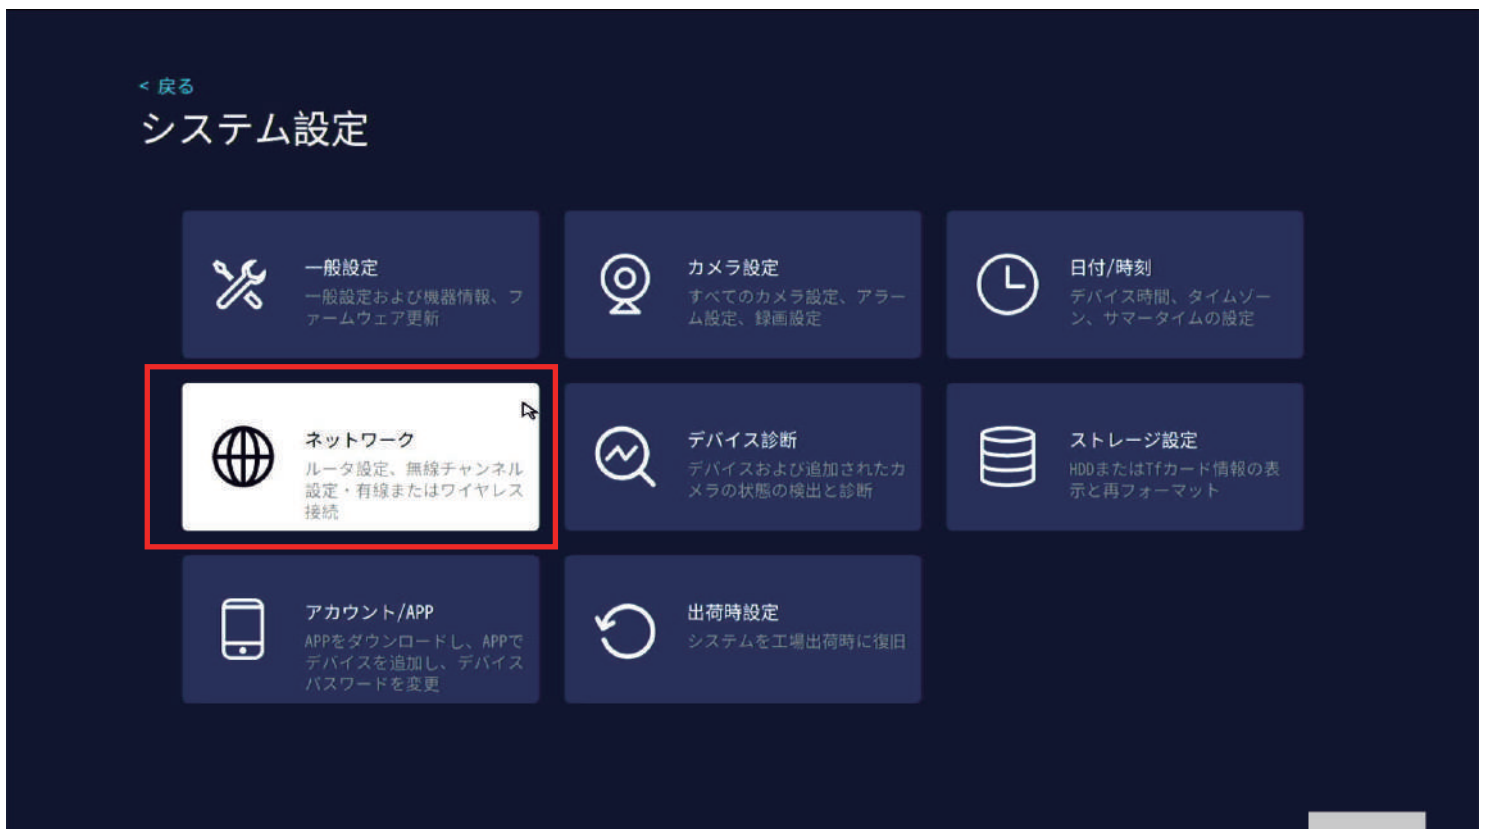 < 戻る
システム設定
一般設定
一般設定および機器情報、フ
ァームウェア更新
カメラ設定
すべてのカメラ設定、アラー
ム設定、録画設定
日付/時刻
デバイス時間、タイムゾー
ン、サマータイムの設定
ネットワーク
ルータ設定、無線チャンネル
設定・有線またはワイヤレス
接続
デバイス診断
デバイスおよび追加されたカ
メラの状態の検出と診断
ストレージ設定
HDDまたはTfカード情報の表
示と再フォーマット
アカウント/APP
APPをダウンロードし、APPで
デバイスを追加し、デバイス
パスワードを変更
出荷時設定
システムを工場出荷時に復旧